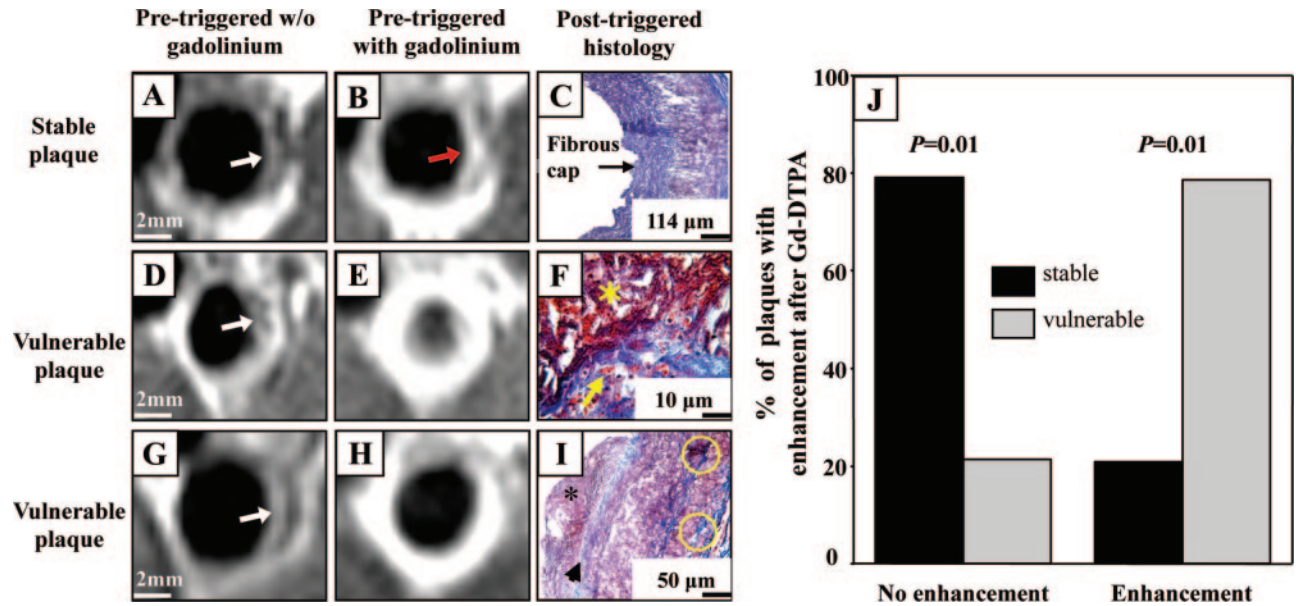 Pre-triggered w/o
gadolinium
Pre-triggered
with gadolinium
Post-triggered
histology
Stable
plaque
A
2mm
B
C
Fibrous
cap
114 µm
Vulnerable
plaque
D
2mm
E
F
10 µm
Vulnerable
plaque
G
2mm
H
I
*
50 µm
J
% of plaques with
enhancement after Gd-DTPA
100
80
60
40
20
0
P=0.01
P=0.01
stable
vulnerable
No enhancement
Enhancement